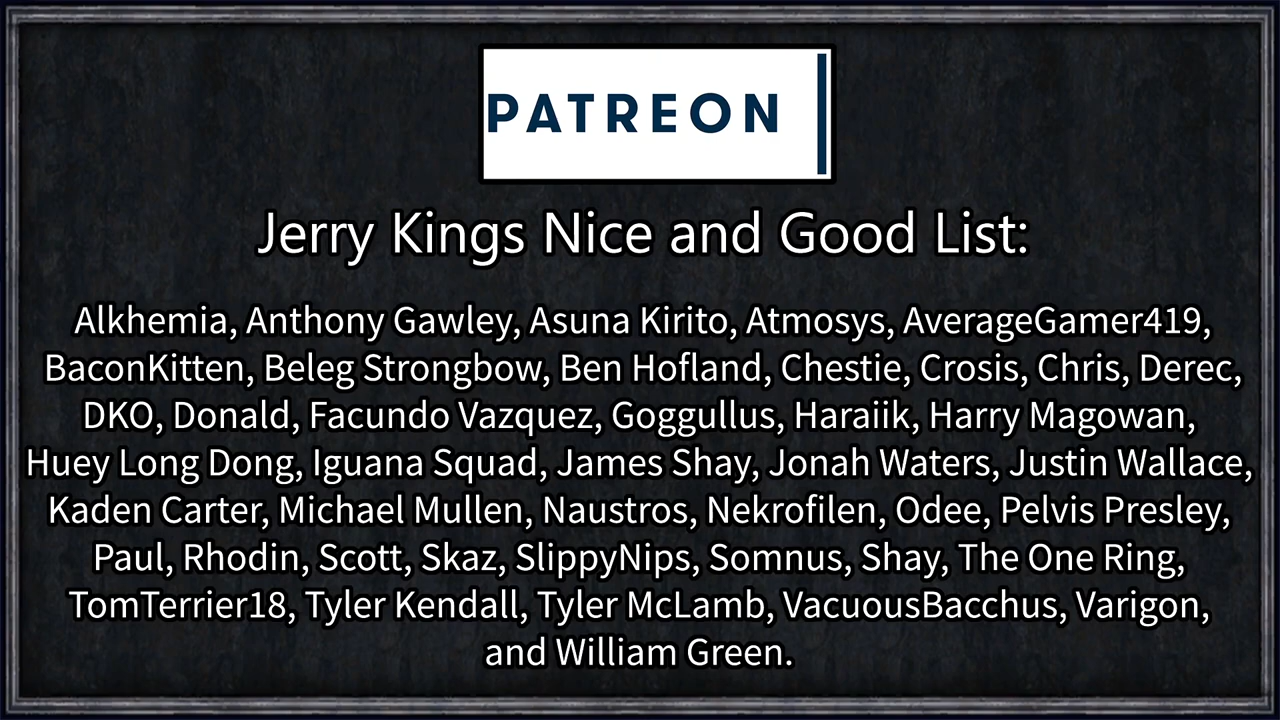 PATREON
Jerry Kings Nice and Good List:
Alkhemia, Anthony Gawley, Asuna Kirito, Atmosys, AverageGamer419,
BaconKitten, Beleg Strongbow, Ben Hofland, Chestie, Crosis, Chris, Derec,
DKO, Donald, Facundo Vazquez, Goggullus, Haraiik, Harry Magowan,
Huey Long Dong, Iguana Squad, James Shay, Jonah Waters, Justin Wallace,
Kaden Carter, Michael Mullen, Naustros, Nekrofilen, Odee, Pelvis Presley,
Paul, Rhodin, Scott, Skaz, SlippyNips, Somnus, Shay, The One Ring,
TomTerrier18, Tyler Kendall, Tyler McLamb, VacuousBacchus, Varigon,
and William Green.